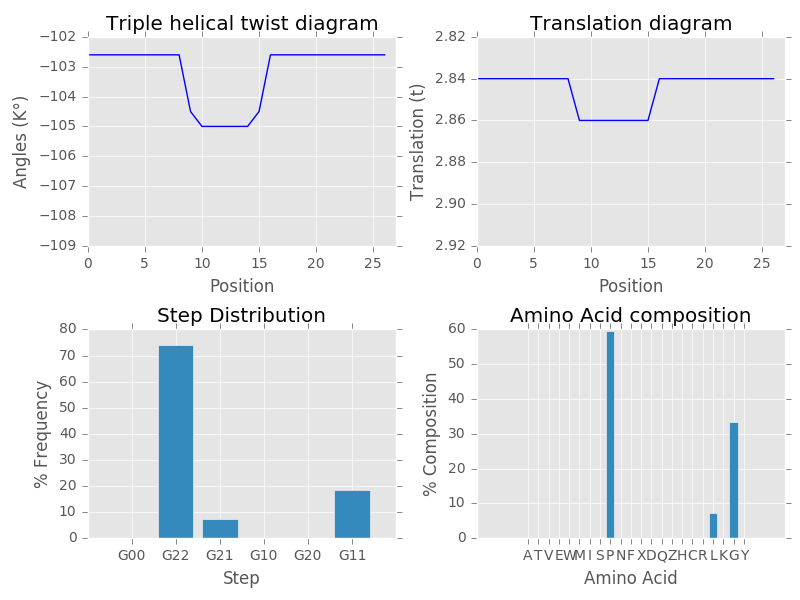 Triple helical twist diagram
Angles (K°)
−102
−103
−104
−105
−106
−107
−108
−109
0 5 10 15 20 25
Position
Translation diagram
Translation (t)
2.82
2.84
2.86
2.88
2.90
2.92
0 5 10 15 20 25
Position
Step Distribution
% Frequency
80
70
60
50
40
30
20
10
0
G00 G22 G21 G10 G20 G11
Step
Amino Acid composition
% Composition
60
50
40
30
20
10
0
A T V E W M I S P N F X D Q Z H C R L K G Y
Amino Acid